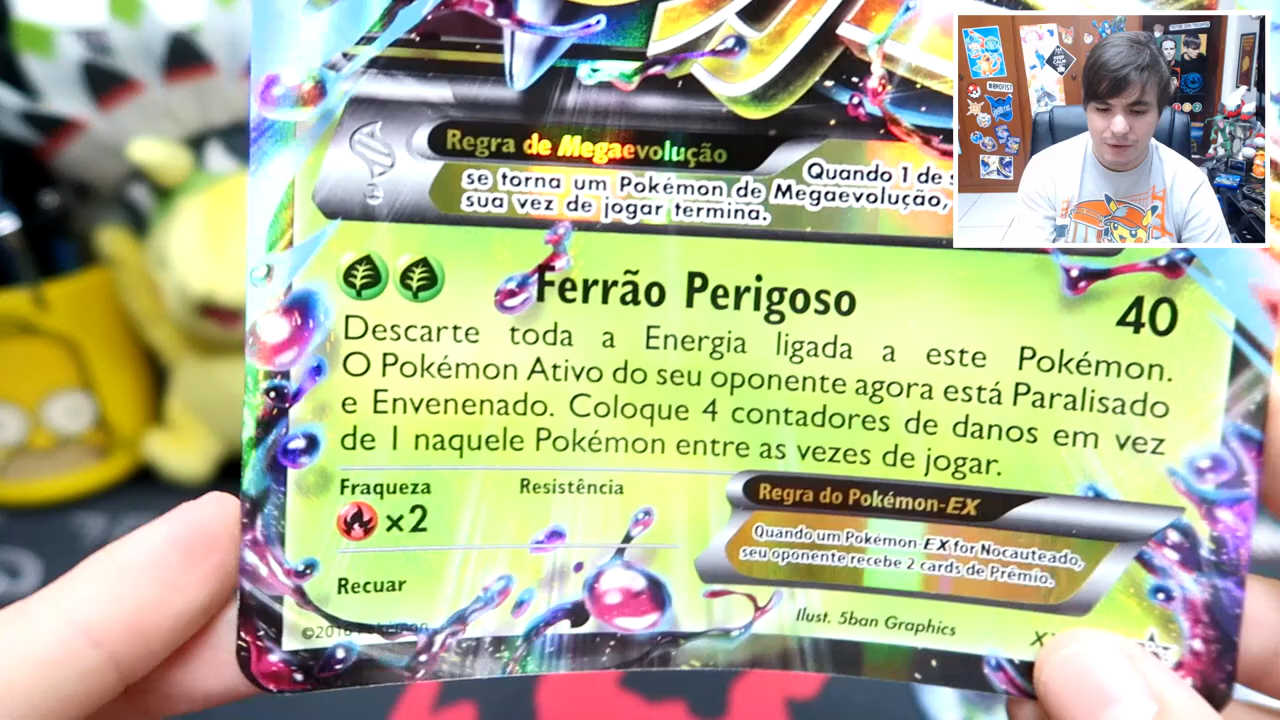 Regra de Megaevolução
Quando 1 de
se torna um Pokémon de Megaevolução,
sua vez de jogar termina.
Ferrão Perigoso 40
Descarte toda a Energia ligada a este Pokémon.
O Pokémon Ativo do seu oponente agora está Paralisado
e Envenenado. Coloque 4 contadores de danos em vez
de 1 naquele Pokémon entre as vezes de jogar.
Fraqueza Resistência
×2
Regra do Pokémon-EX
Quando um Pokémon-EX for Nocauteado,
seu oponente recebe 2 cards de Prêmio.
Recuar
Ilust. 5ban Graphics
©2016 Pokémon